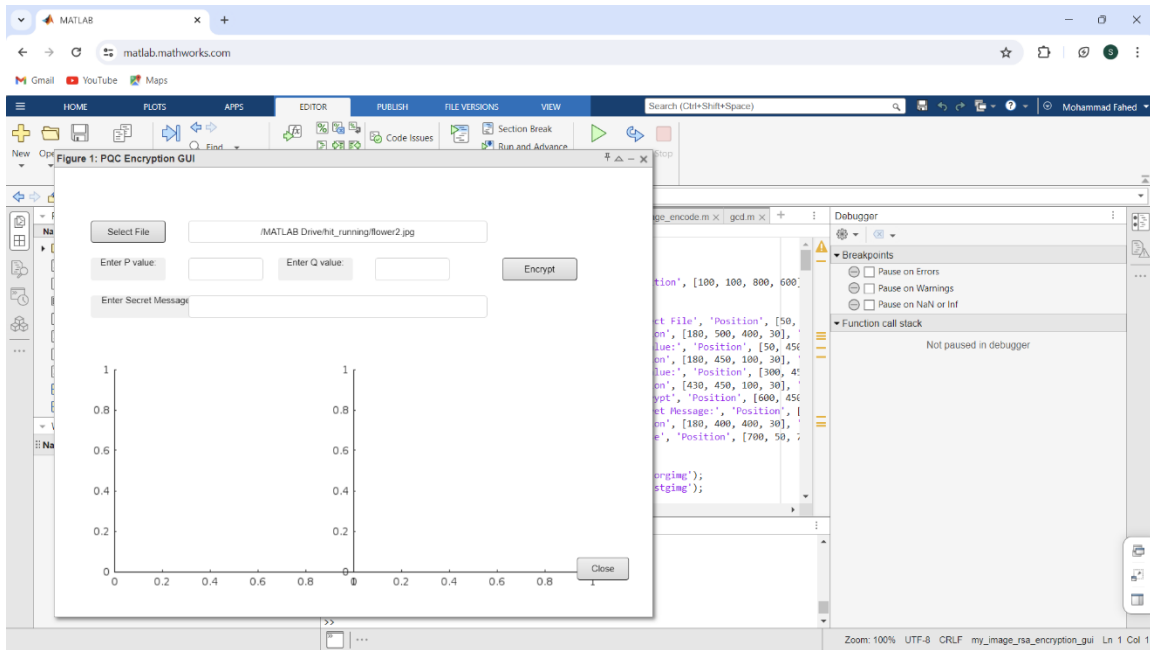 MATLAB
matlab.mathworks.com
S
Gmail YouTube Maps
HOME PLOTS APPS EDITOR PUBLISH FILE VERSIONS VIEW Search (Ctrl+Shift+Space) Mohammad Fahed
New Code Issues Section Break
Find Run and Advance Stop
Figure 1: PQC Encryption GUI
Select File /MATLAB Drive/hit_running/flower2.jpg
Enter P value: Enter Q value: Encrypt
Enter Secret Message
1 1
0.8 0.8
0.6 0.6
0.4 0.4
0.2 0.2
0 0
0 0.2 0.4 0.6 0.8 0 0.2 0.4 0.6 0.8 1
Close
Na
Na
ge_encode.m gcd.m
tion', [100, 100, 800, 600]
ct File', 'Position', [50,
on', [180, 500, 400, 30],
lue:', 'Position', [50, 450
on', [180, 450, 100, 30],
lue:', 'Position', [300, 45
on', [430, 450, 100, 30],
ypt', 'Position', [600, 450
et Message:', 'Position', [
on', [180, 400, 400, 30],
e', 'Position', [700, 50, 7
orgimg');
stgimg');
>>
Debugger
Breakpoints
Pause on Errors
Pause on Warnings
Pause on NaN or Inf
Function call stack
Not paused in debugger
Zoom: 100% UTF-8 CRLF my_image_rsa_encryption_gui Ln 1 Col 1